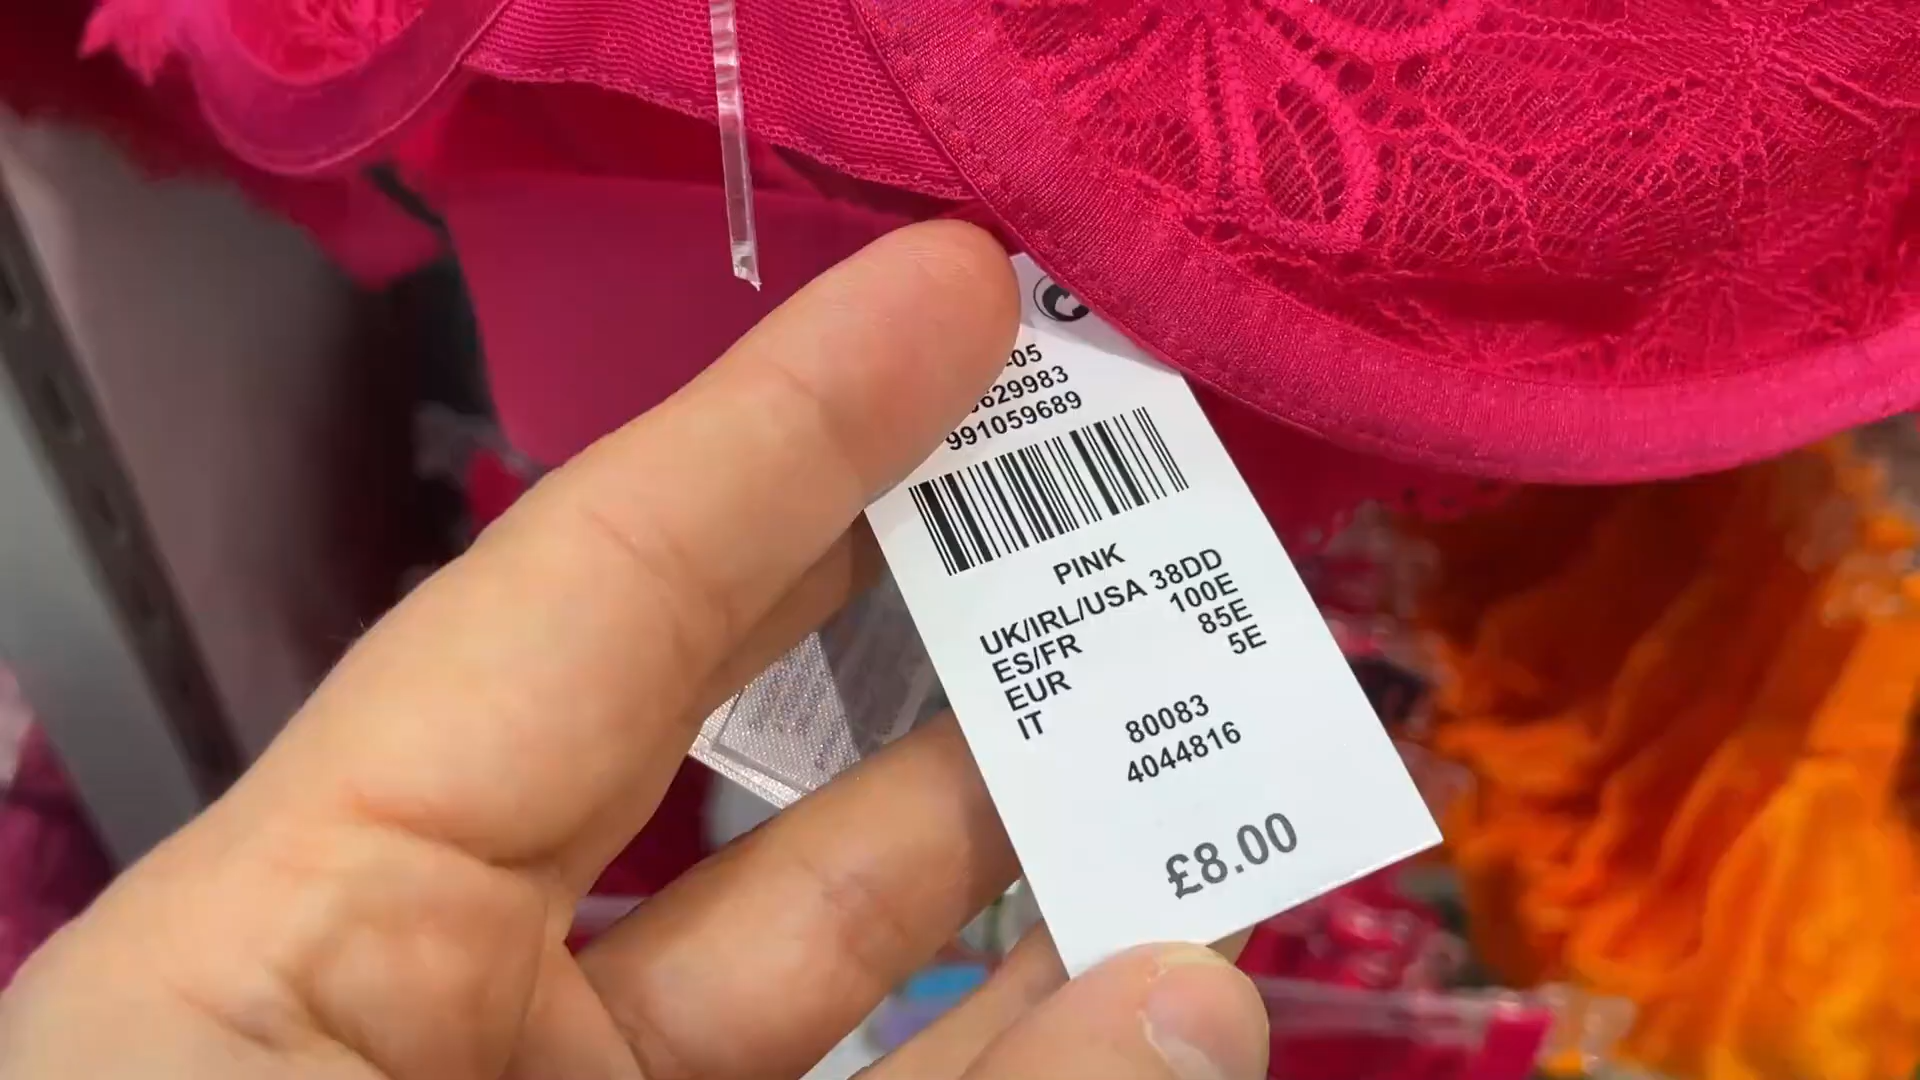 -05
629983
991059689
PINK
UK/IRL/USA 38DD
ES/FR 100E
EUR 85E
IT 5E
80083
4044816
£8.00